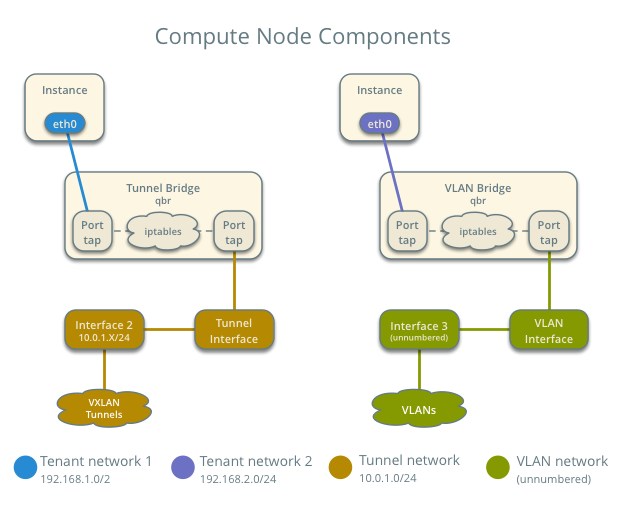 Compute Node Components
Instance
eth0
Tunnel Bridge
qbr
Port
tap
iptables
Port
tap
Interface 2
10.0.1.X/24
Tunnel
Interface
VXLAN
Tunnels
Instance
eth0
VLAN Bridge
qbr
Port
tap
iptables
Port
tap
Interface 3
(unnumbered)
VLAN
Interface
VLANs
Tenant network 1
192.168.1.0/2
Tenant network 2
192.168.2.0/24
Tunnel network
10.0.1.0/24
VLAN network
(unnumbered)